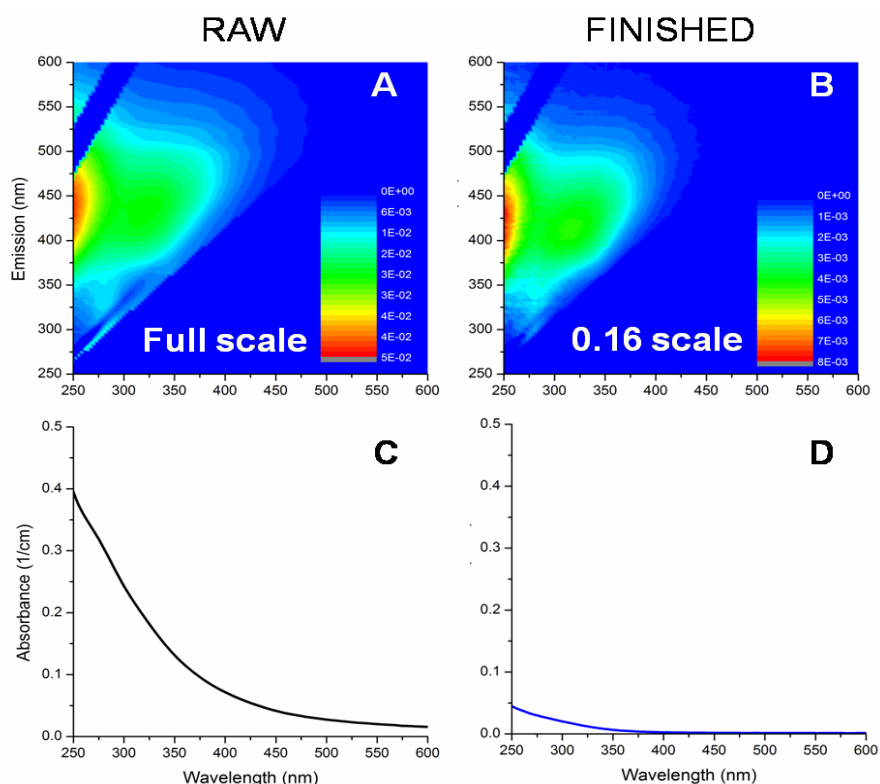 RAW
FINISHED
600
550
500
450
400
350
300
250
Emission (nm)
A
0E+00
6E-03
1E-02
2E-02
2E-02
3E-02
3E-02
4E-02
4E-02
5E-02
Full scale
250
300
350
400
450
500
550
600
600
550
500
450
400
350
300
250
B
0E+00
1E-03
2E-03
3E-03
4E-03
5E-03
6E-03
7E-03
8E-03
0.16 scale
250
300
350
400
450
500
550
600
0.5
0.4
0.3
0.2
0.1
0.0
Absorbance (1/cm)
C
250
300
350
400
450
500
550
600
Wavelength (nm)
0.5
0.4
0.3
0.2
0.1
0.0
D
250
300
350
400
450
500
550
600
Wavelength (nm)